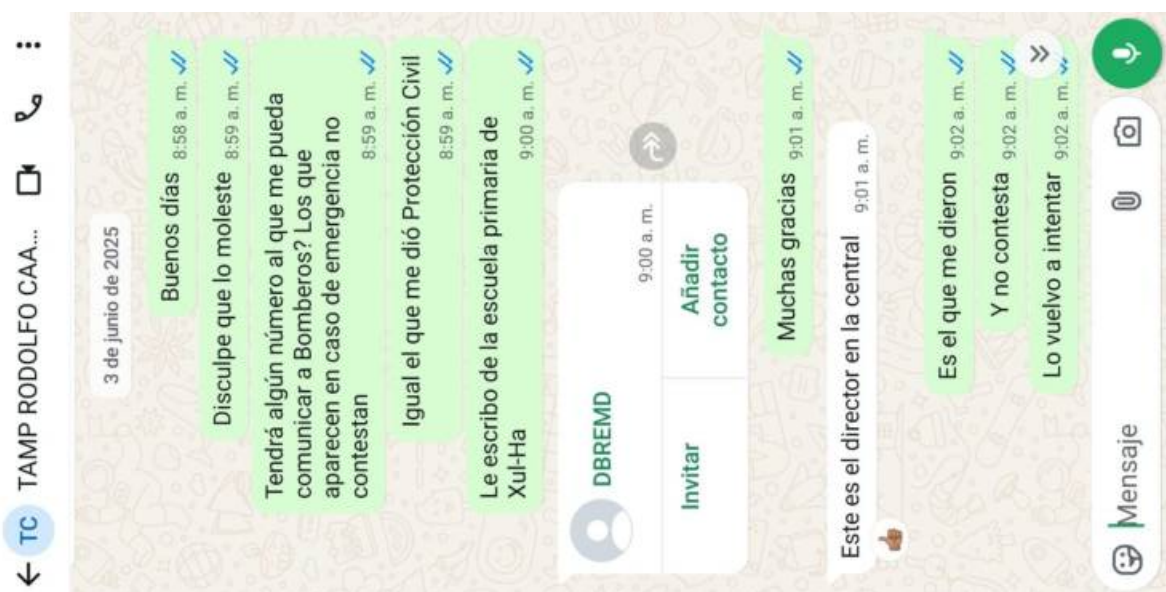 TC TAMP RODOLFO CAA...
3 de junio de 2025
Buenos días 8:58 a. m.
Disculpe que lo moleste 8:59 a. m.
Tendrá algún número al que me pueda
comunicar a Bomberos? Los que
aparecen en caso de emergencia no
contestan 8:59 a. m.
Igual el que me dió Protección Civil
8:59 a. m.
Le escribo de la escuela primaria de
Xul-Ha 9:00 a. m.
DBREMD
9:00 a. m.
Invitar
Añadir
contacto
Muchas gracias 9:01 a. m.
Este es el director en la central 9:01 a. m.
Es el que me dieron 9:02 a. m.
Y no contesta 9:02 a. m.
Lo vuelvo a intentar 9:02 a. m.
Mensaje